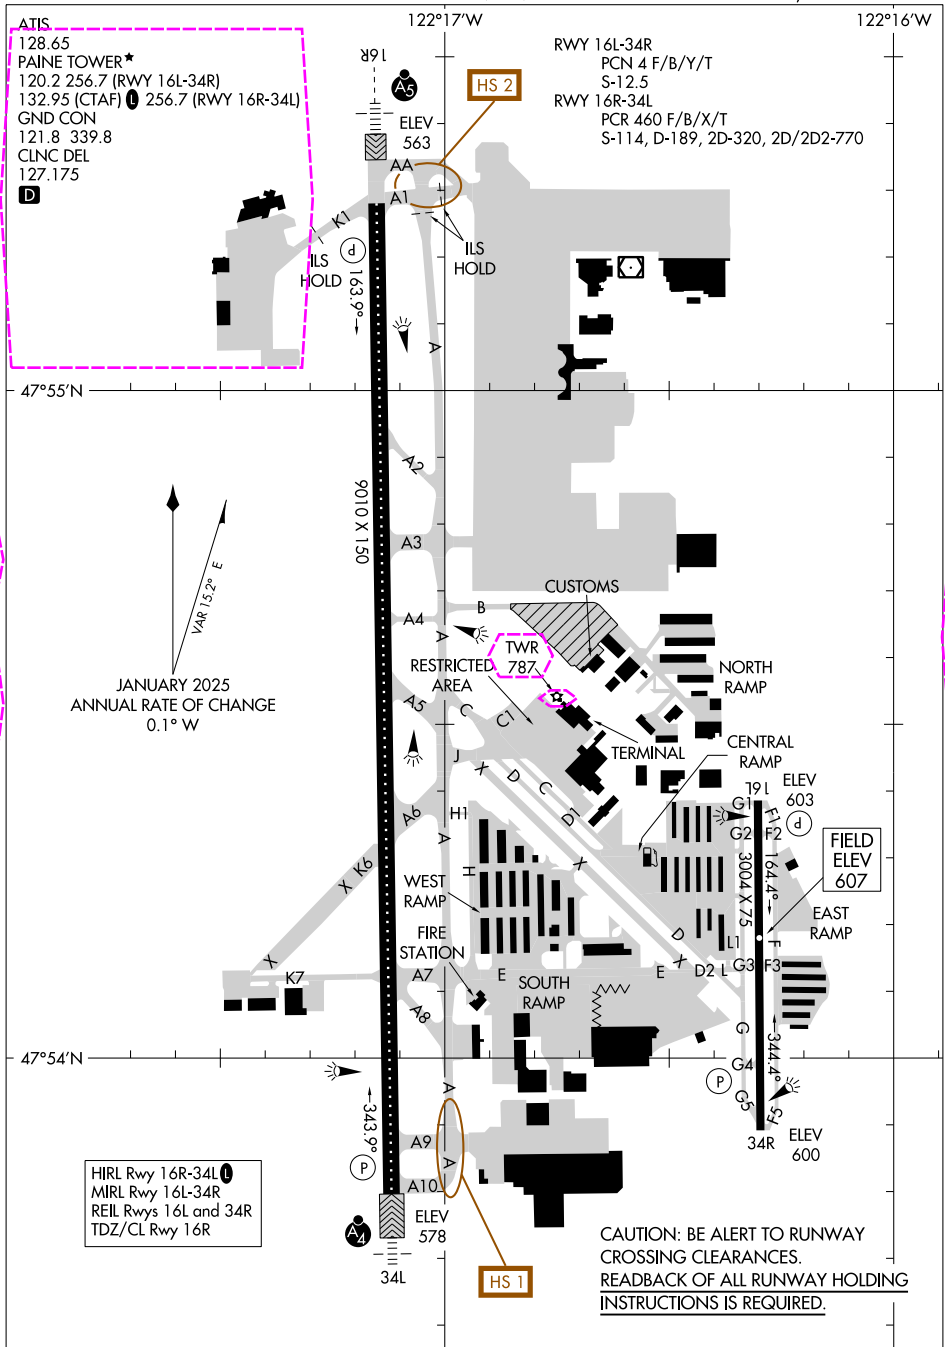 122°17'W
122°16'W
ATIS
128.65
PAINE TOWER★
120.2 256.7 (RWY 16L-34R)
132.95 (CTAF) L 256.7 (RWY 16R-34L)
GND CON
121.8 339.8
CLNC DEL
127.175
D
RWY 16L-34R
PCN 4 F/B/Y/T
S-12.5
RWY 16R-34L
PCR 460 F/B/X/T
S-114, D-189, 2D-320, 2D/2D2-770
16R
A5
HS 2
ELEV
563
AA
A1
K1
ILS
HOLD
P
ILS
HOLD
163.9°
A
47°55'N
A2
9010 X 150
A3
VAR 15.2° E
JANUARY 2025
ANNUAL RATE OF CHANGE
0.1° W
CUSTOMS
B
A4
A
TWR
787
RESTRICTED
AREA
NORTH
RAMP
A5
C
C1
TERMINAL
CENTRAL
RAMP
J
X
D
C
D1
16L
ELEV
603
G1
F1
P
G2
F2
A6
H1
A
H
X
X
K6
X
3004 X 75
164.4°
FIELD
ELEV
607
WEST
RAMP
EAST
RAMP
FIRE
STATION
D
L1
F
X
K7
A7
E
E
D2
L
G3
F3
SOUTH
RAMP
A8
G
344.4°
47°54'N
G4
P
A
G5
F5
343.9°
P
A9
A
34R
ELEV
600
A10
HIRL Rwy 16R-34L L
MIRL Rwy 16L-34R
REIL Rwys 16L and 34R
TDZ/CL Rwy 16R
A4
ELEV
578
34L
HS 1
CAUTION: BE ALERT TO RUNWAY
CROSSING CLEARANCES.
READBACK OF ALL RUNWAY HOLDING
INSTRUCTIONS IS REQUIRED.